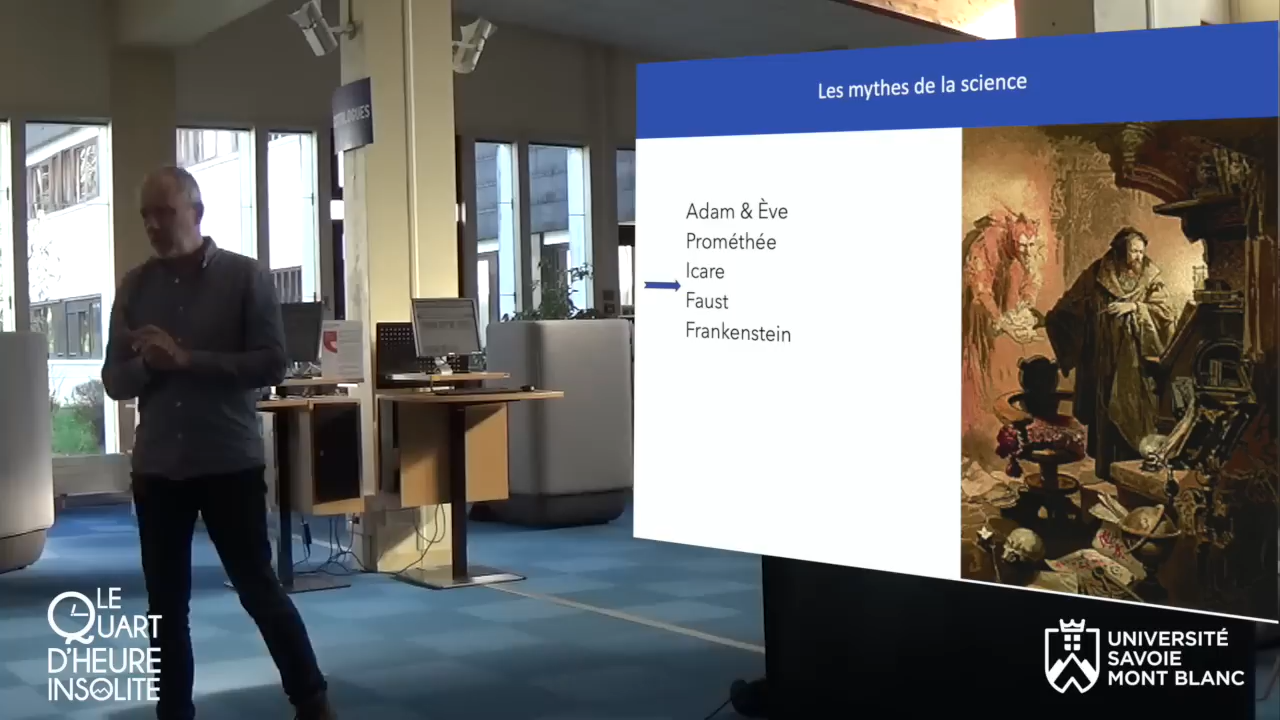 Les mythes de la science
Adam & Ève
Prométhée
Icare
Faust
Frankenstein
LE
QUART
D'HEURE
INSOLITE
UNIVERSITÉ
SAVOIE
MONT BLANC